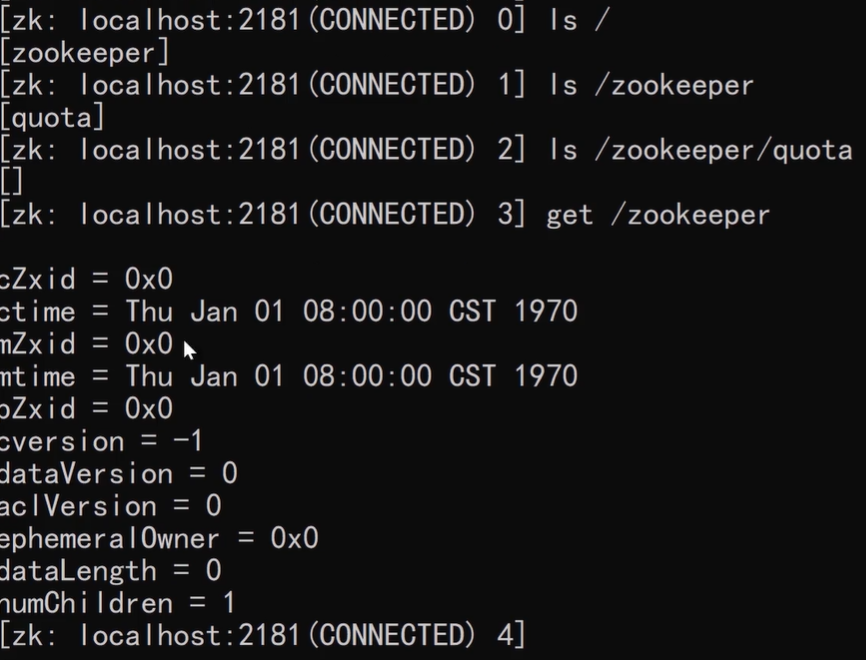 [zk: localhost:2181(CONNECTED) 0] ls /
[zookeeper]
[zk: localhost:2181(CONNECTED) 1] ls /zookeeper
[quota]
[zk: localhost:2181(CONNECTED) 2] ls /zookeeper/quota
[]
[zk: localhost:2181(CONNECTED) 3] get /zookeeper
cZxid = 0x0
ctime = Thu Jan 01 08:00:00 CST 1970
mZxid = 0x0
mtime = Thu Jan 01 08:00:00 CST 1970
pZxid = 0x0
cversion = -1
dataVersion = 0
aclVersion = 0
ephemeralOwner = 0x0
dataLength = 0
numChildren = 1
[zk: localhost:2181(CONNECTED) 4]